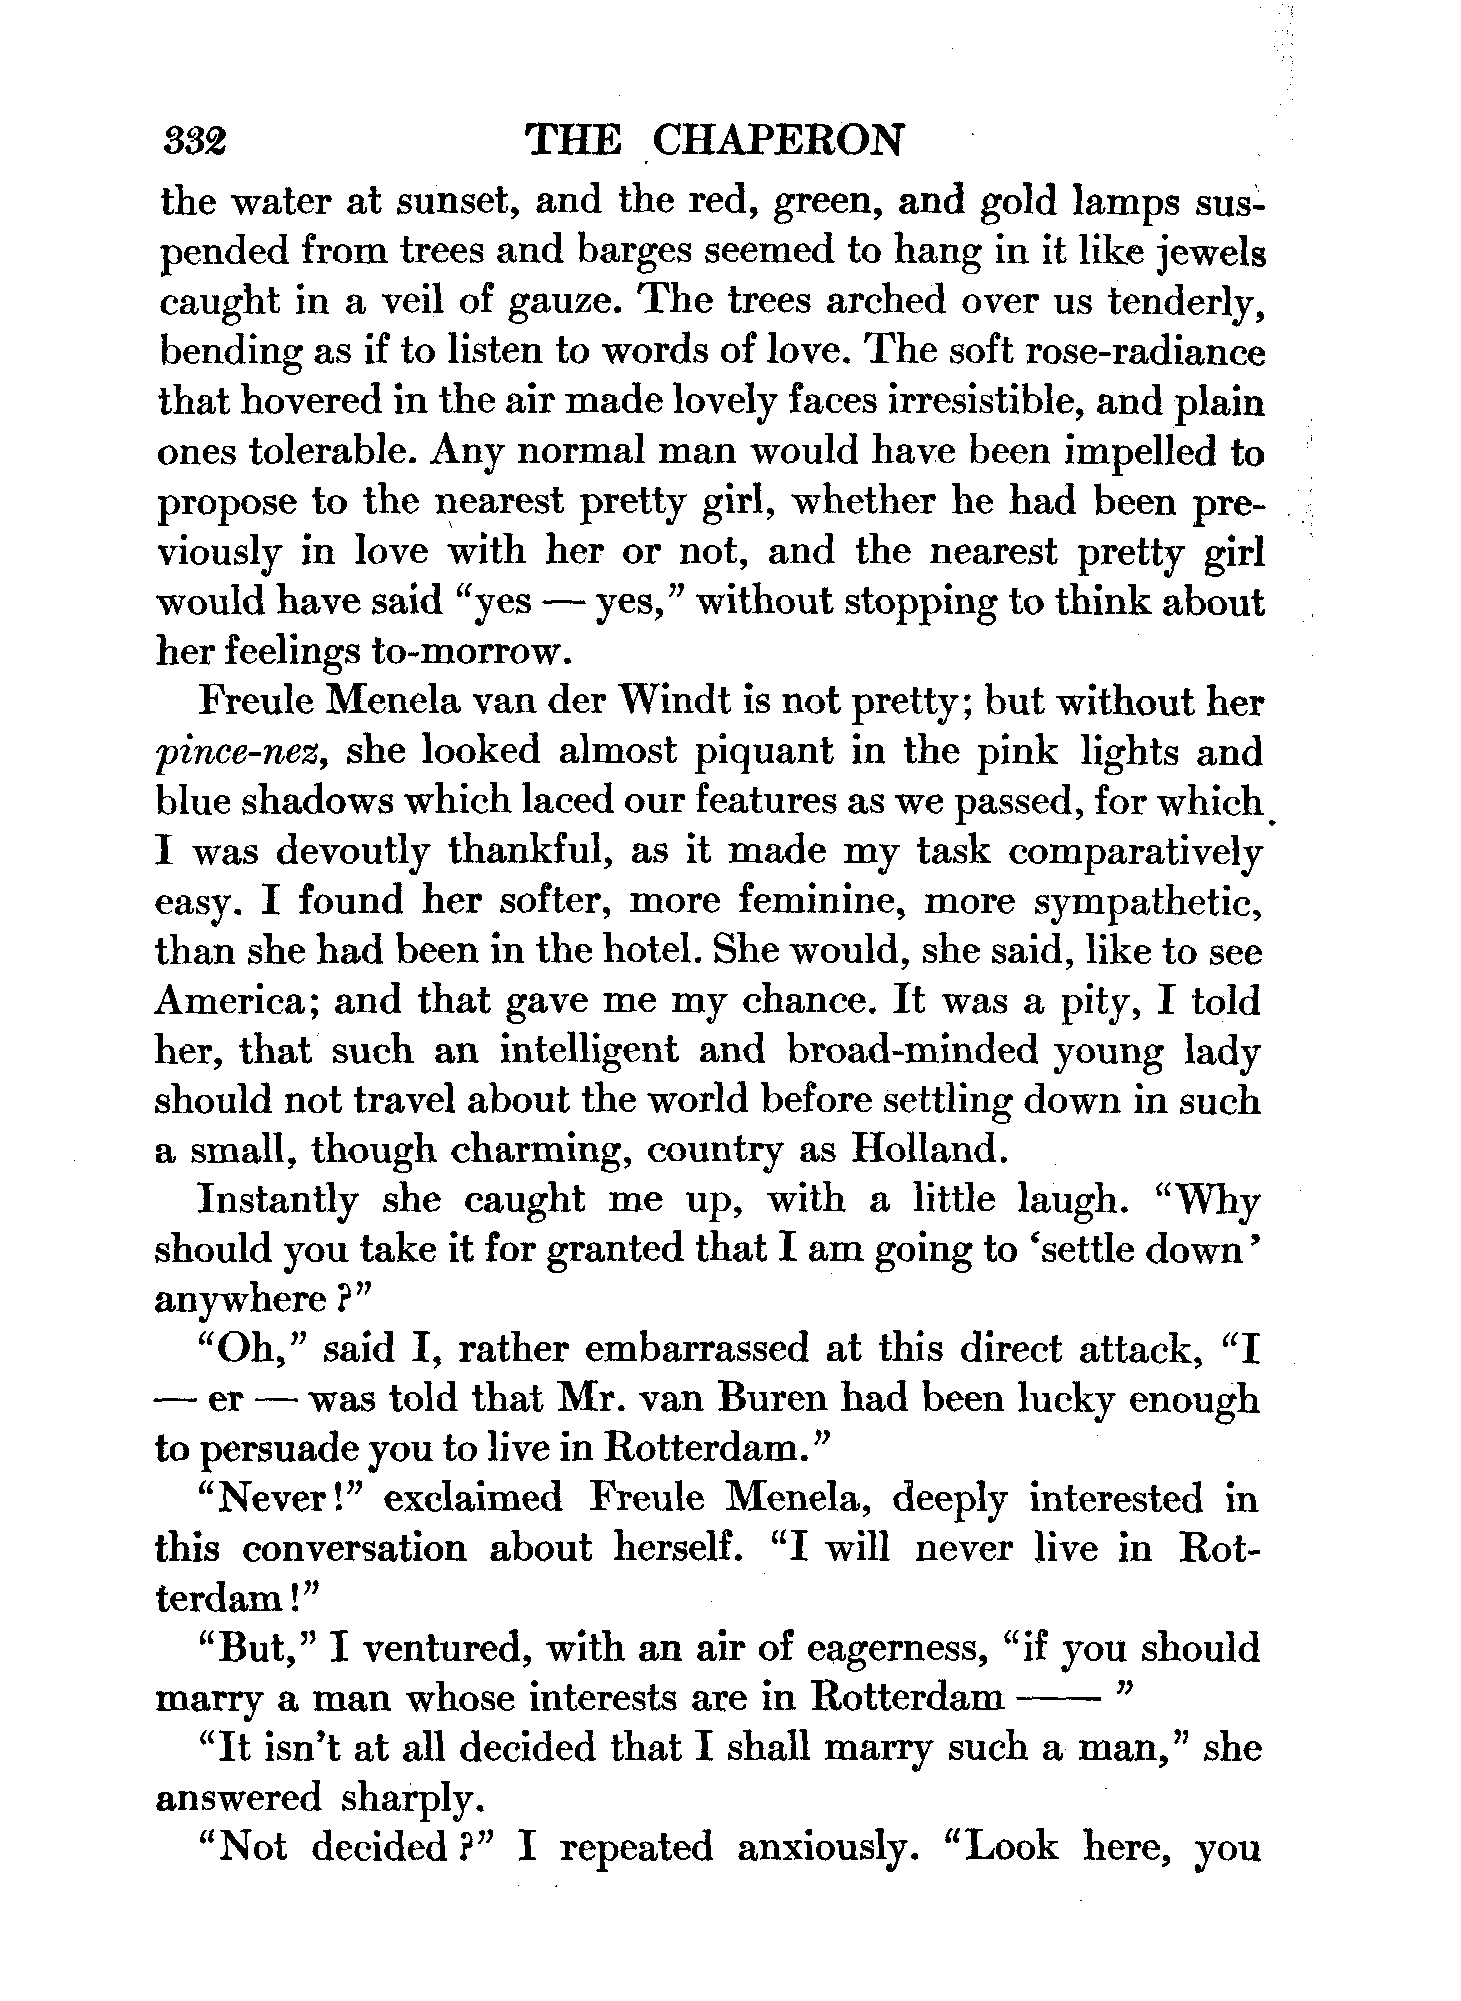 332 THE CHAPERON
the water at sunset, and the red, green, and gold lamps sus-
pended from trees and barges seemed to hang in it like jewels
caught in a veil of gauze. The trees arched over us tenderly,
bending as if to listen to words of love. The soft rose-radiance
that hovered in the air made lovely faces irresistible, and plain
ones tolerable. Any normal man would have been impelled to
propose to the nearest pretty girl, whether he had been pre-
viously in love with her or not, and the nearest pretty girl
would have said “yes — yes,” without stopping to think about
her feelings to-morrow.
Freule Menela van der Windt is not pretty; but without her
pince-nez, she looked almost piquant in the pink lights and
blue shadows which laced our features as we passed, for which
I was devoutly thankful, as it made my task comparatively
easy. I found her softer, more feminine, more sympathetic,
than she had been in the hotel. She would, she said, like to see
America; and that gave me my chance. It was a pity, I told
her, that such an intelligent and broad-minded young lady
should not travel about the world before settling down in such
a small, though charming, country as Holland.
Instantly she caught me up, with a little laugh. “Why
should you take it for granted that I am going to ‘settle down’
anywhere?”
“Oh,” said I, rather embarrassed at this direct attack, “I
— er — was told that Mr. van Buren had been lucky enough
to persuade you to live in Rotterdam.”
“Never!” exclaimed Freule Menela, deeply interested in
this conversation about herself. “I will never live in Rot-
terdam!”
“But,” I ventured, with an air of eagerness, “if you should
marry a man whose interests are in Rotterdam —— ”
“It isn’t at all decided that I shall marry such a man,” she
answered sharply.
“Not decided?” I repeated anxiously. “Look here, you